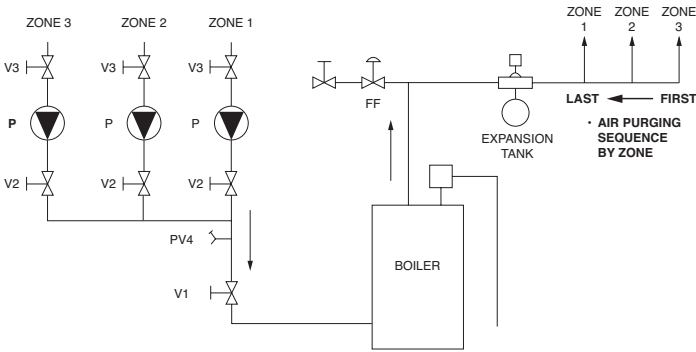 ZONE 3
ZONE 2
ZONE 1
V3
V3
V3
P
P
P
V2
V2
V2
PV4
V1
FF
BOILER
EXPANSION
TANK
ZONE
1
ZONE
2
ZONE
3
LAST
FIRST
• AIR PURGING
SEQUENCE
BY ZONE